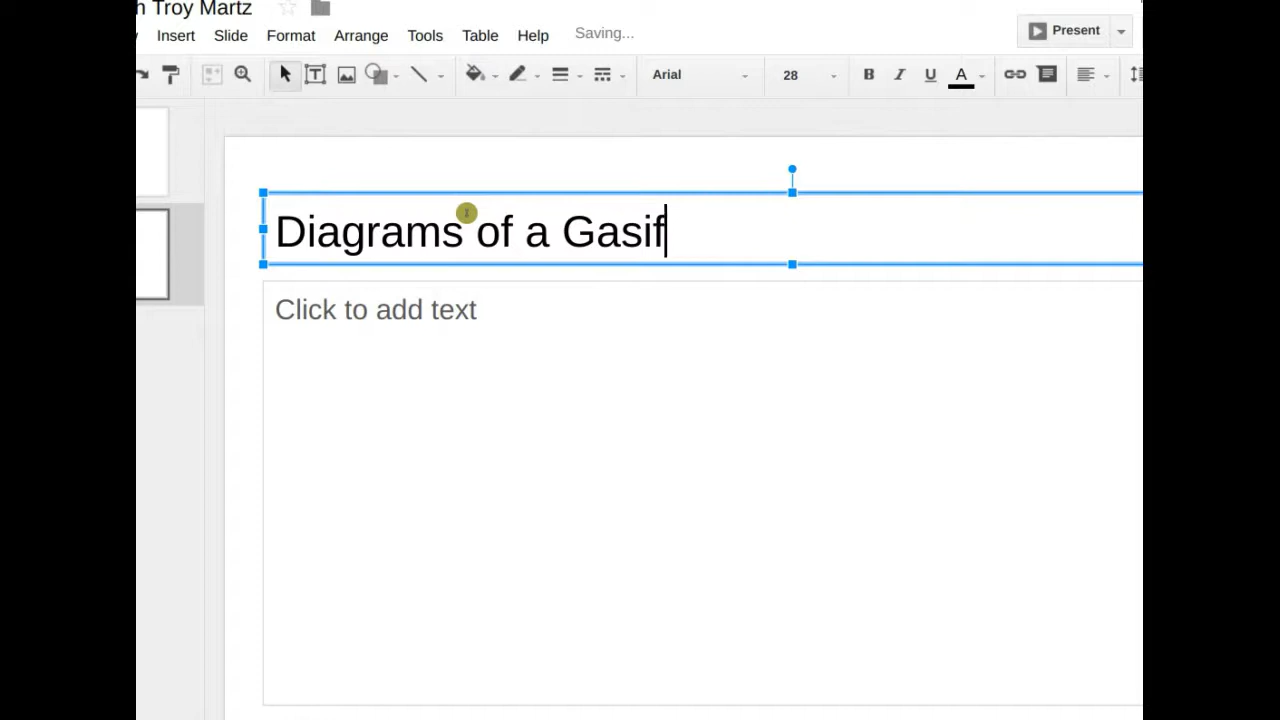 h Troy Martz
Insert Slide Format Arrange Tools Table Help Saving...
Present
Arial 28 B I U A
Diagrams of a Gasif
Click to add text